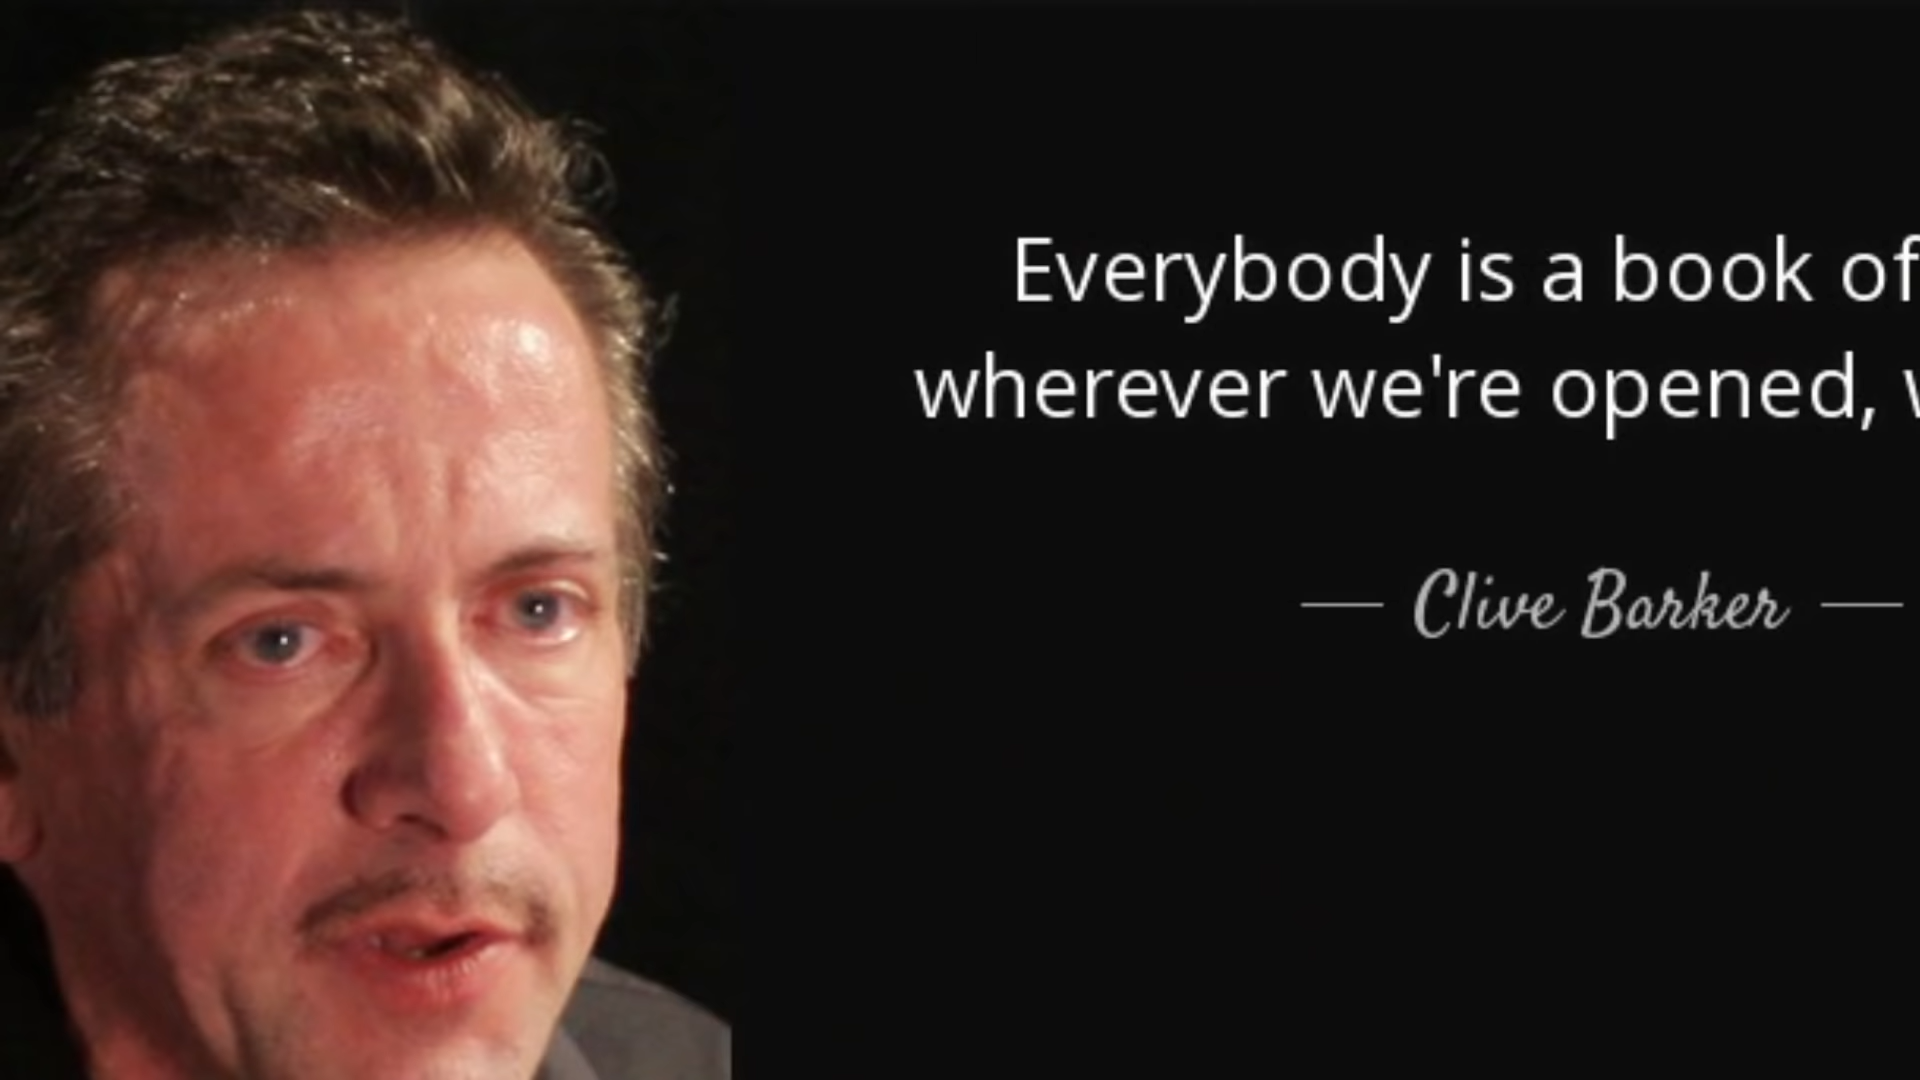 Everybody is a book of
wherever we're opened,
— Clive Barker —